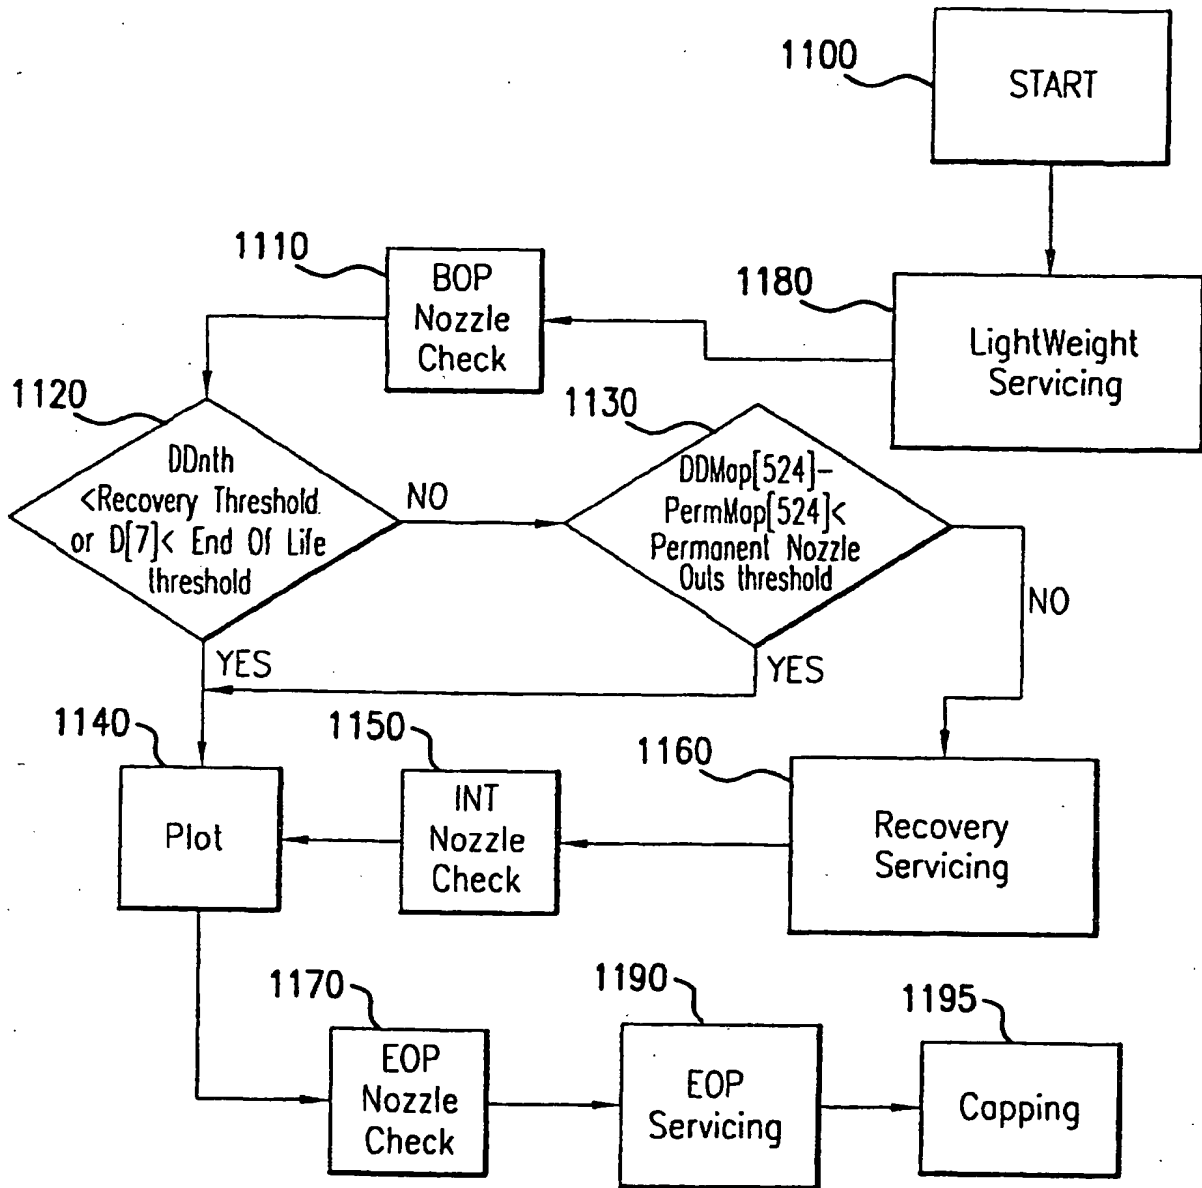 1100
START
1110
BOP
Nozzle
Check
1180
LightWeight
Servicing
1120
DDnth
<Recovery Threshold
or D[7]< End Of Life
threshold
NO
YES
1130
DDMap[524]-
PermMap[524]<
Permanent Nozzle
Outs threshold
NO
YES
1140
Plot
1150
INT
Nozzle
Check
1160
Recovery
Servicing
1170
EOP
Nozzle
Check
1190
EOP
Servicing
1195
Capping